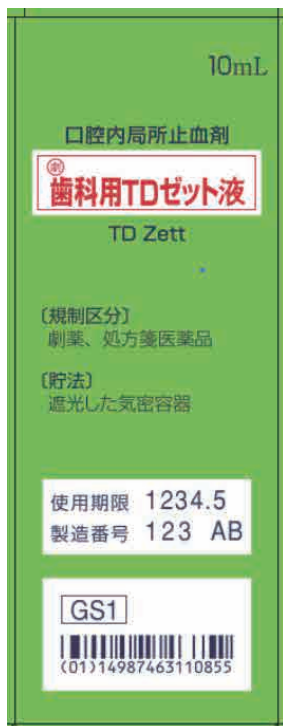 10mL
口腔内局所止血剤
劇
歯科用TDゼット液
TD Zett
〔規制区分〕
劇薬、処方箋医薬品
〔貯法〕
遮光した気密容器
使用期限 1234.5
製造番号 123 AB
GS1
(01)14987463110855